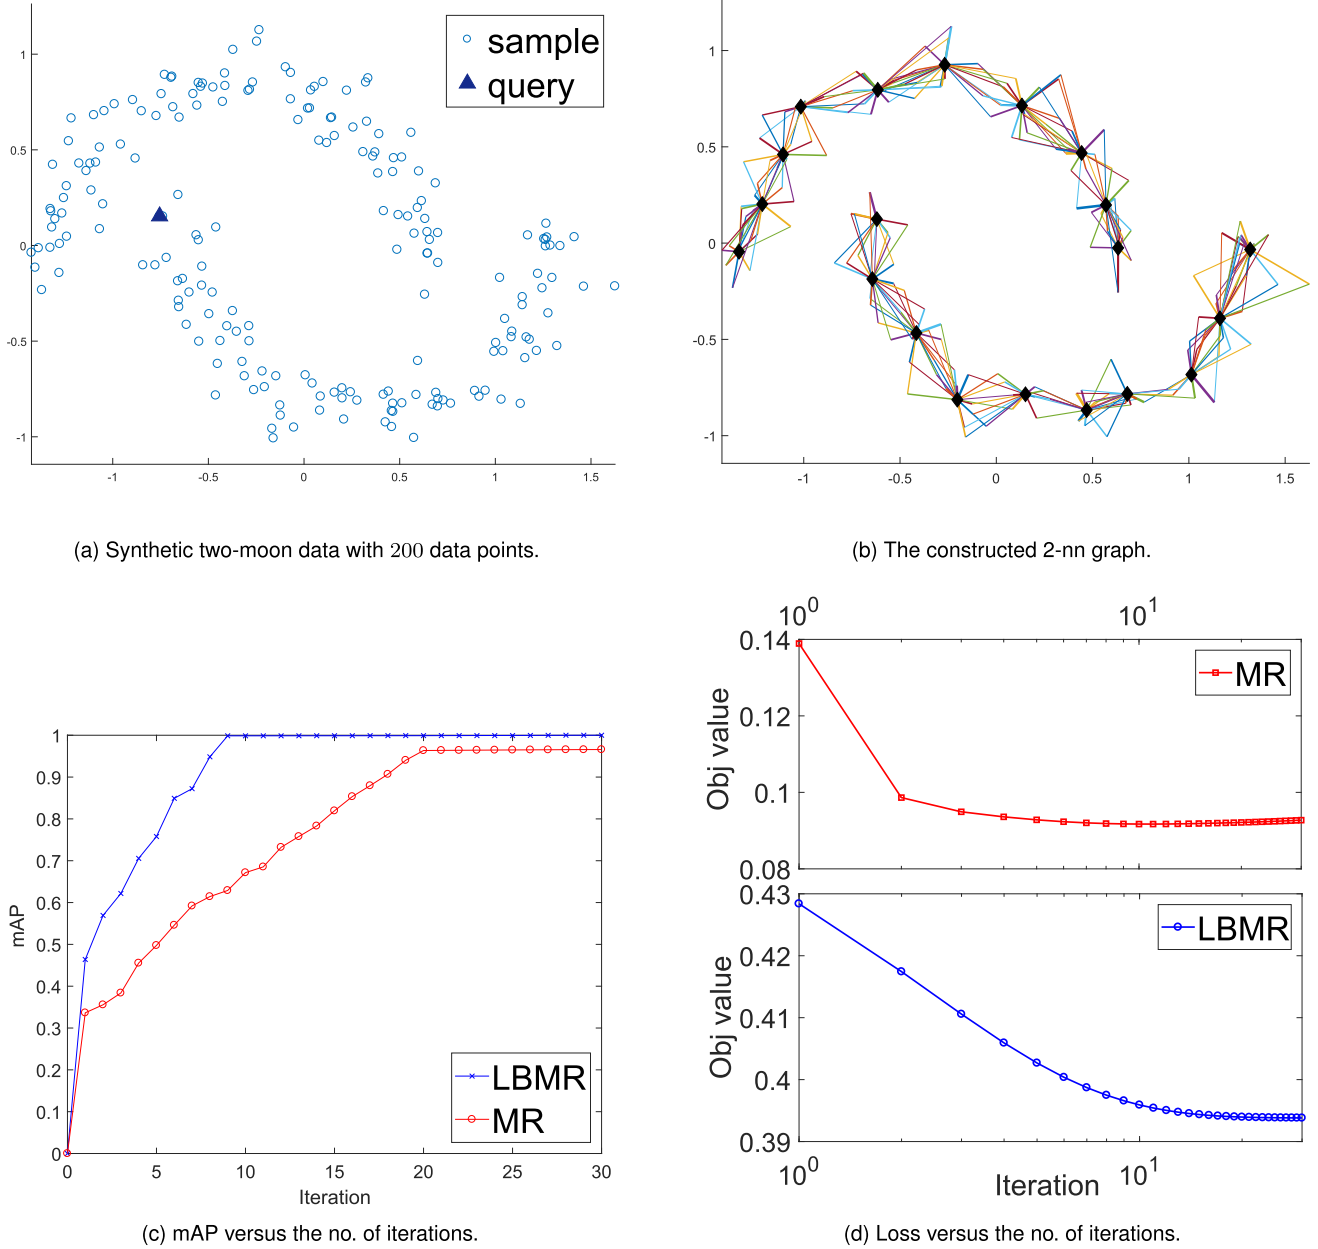 sample
query
1
0.5
0
-0.5
-1
-1 -0.5 0 0.5 1 1.5
(a) Synthetic two-moon data with 200 data points.
1
0.5
0
-0.5
-1
-1 -0.5 0 0.5 1 1.5
(b) The constructed 2-nn graph.
1
0.9
0.8
0.7
0.6
0.5
0.4
0.3
0.2
0.1
0
mAP
LBMR
MR
0 5 10 15 20 25 30
Iteration
(c) mAP versus the no. of iterations.
10^0 10^1
0.14
0.12
0.1
0.08
Obj value
MR
0.43
0.42
0.41
0.4
0.39
Obj value
LBMR
10^0 10^1
Iteration
(d) Loss versus the no. of iterations.